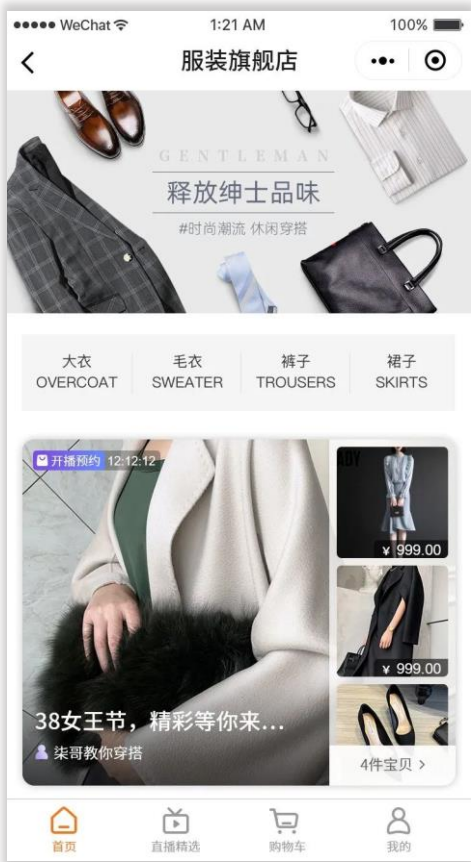 WeChat
1:21 AM
100%
服装旗舰店
GENTLEMAN
释放绅士品味
#时尚潮流 休闲穿搭
大衣
OVERCOAT
毛衣
SWEATER
裤子
TROUSERS
裙子
SKIRTS
开播预约 12:12:12
ADY
¥ 999.00
¥ 999.00
38女王节，精彩等你来...
柒哥教你穿搭
4件宝贝 >
首页
直播精选
购物车
我的